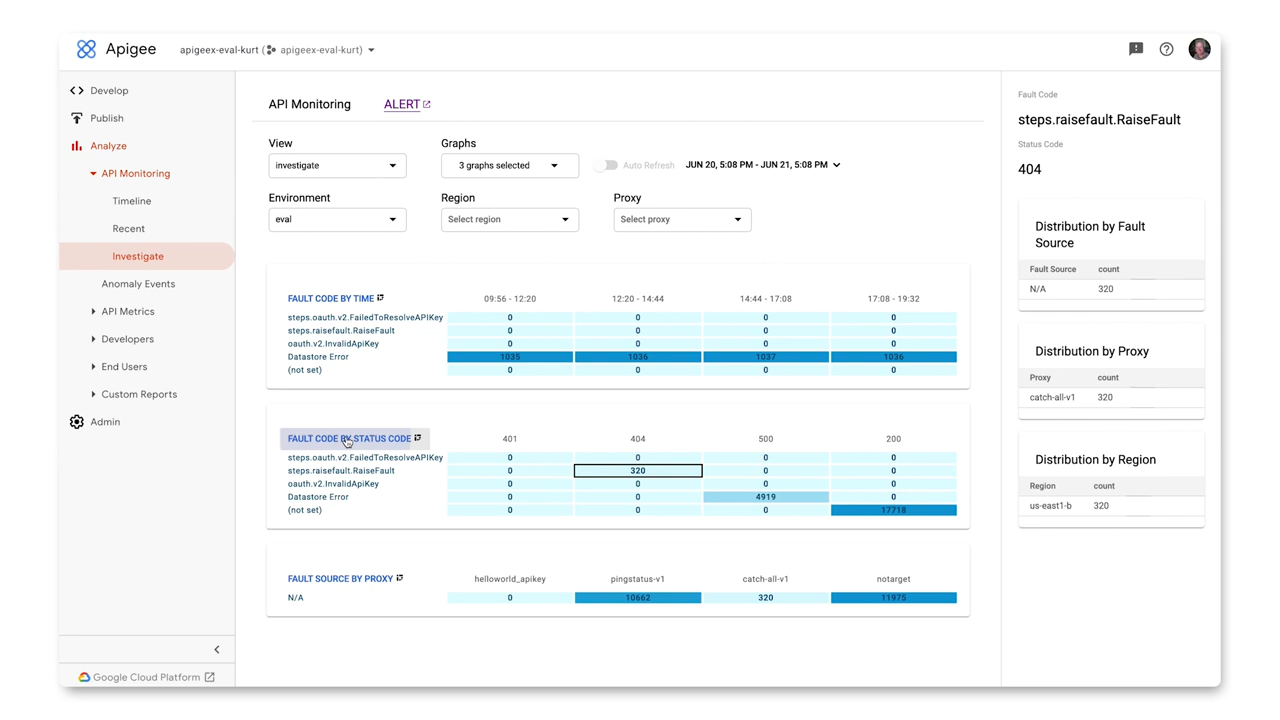 Apigee
apigeex-eval-kurt ( apigeex-eval-kurt)
Develop
Publish
Analyze
API Monitoring
Timeline
Recent
Investigate
Anomaly Events
API Metrics
Developers
End Users
Custom Reports
Admin
Google Cloud Platform
API Monitoring ALERT
View Graphs
investigate 3 graphs selected Auto Refresh JUN 20, 5:08 PM - JUN 21, 5:08 PM
Environment Region Proxy
eval Select region Select proxy
FAULT CODE BY TIME 09:56 - 12:20 12:20 - 14:44 14:44 - 17:08 17:08 - 19:32
steps.oauth.v2.FailedToResolveAPIKey 0 0 0 0
steps.raisefault.RaiseFault 0 0 0 0
oauth.v2.InvalidApiKey 0 0 0 0
Datastore Error 1035 1036 1037 1036
(not set) 0 0 0 0
FAULT CODE BY STATUS CODE 401 404 500 200
steps.oauth.v2.FailedToResolveAPIKey 0 0 0 0
steps.raisefault.RaiseFault 0 320 0 0
oauth.v2.InvalidApiKey 0 0 0 0
Datastore Error 0 0 4919 0
(not set) 0 0 0 17718
FAULT SOURCE BY PROXY helloworld_apikey pingstatus-v1 catch-all-v1 notarget
N/A 0 10662 320 11975
Fault Code
steps.raisefault.RaiseFault
Status Code
404
Distribution by Fault
Source
Fault Source count
N/A 320
Distribution by Proxy
Proxy count
catch-all-v1 320
Distribution by Region
Region count
us-east1-b 320